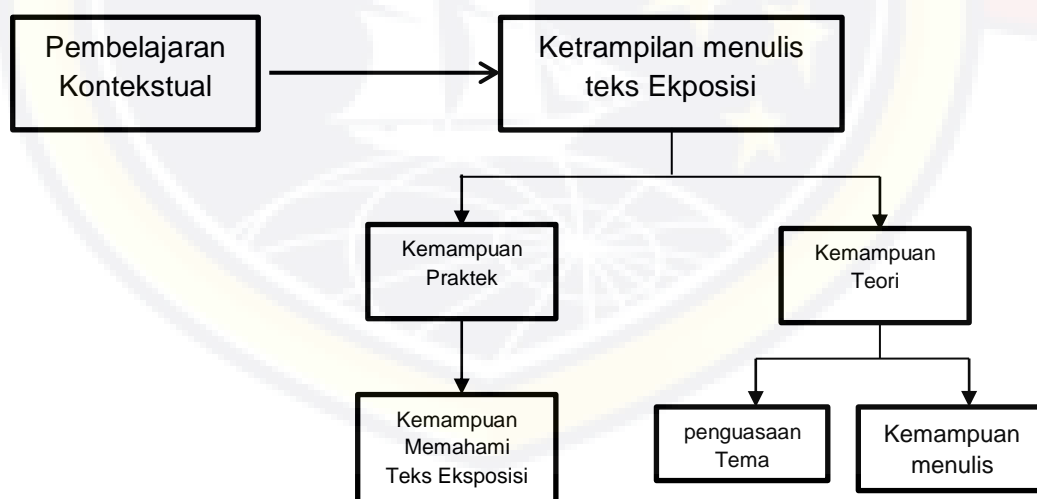 Pembelajaran
Kontekstual
Ketrampilan menulis
teks Ekposisi
Kemampuan
Praktek
Kemampuan
Teori
Kemampuan
Memahami
Teks Eksposisi
penguasaan
Tema
Kemampuan
menulis